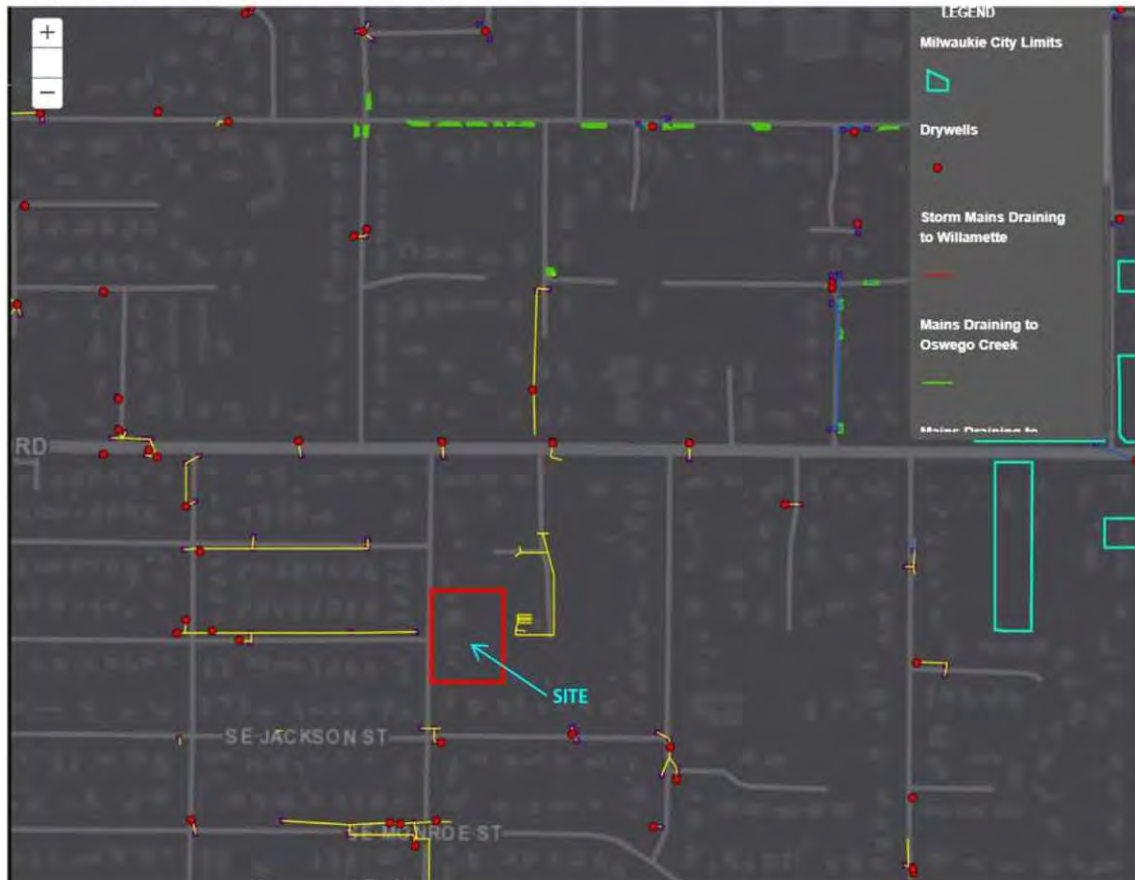 +
−
LEGEND
Milwaukie City Limits
Drywells
Storm Mains Draining
to Willamette
Mains Draining to
Oswego Creek
RD
SITE
SE JACKSON ST
SE MONROE ST